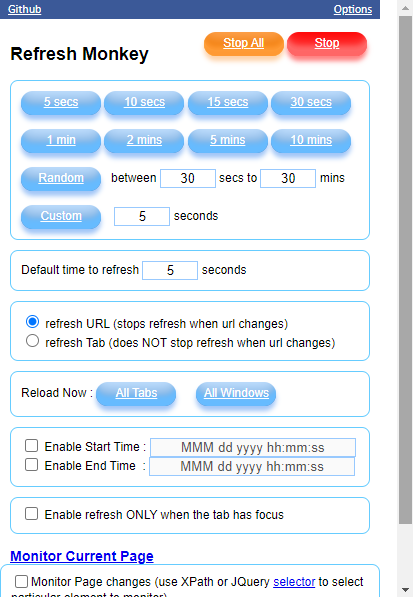 Github Options
Refresh Monkey Stop All Stop
5 secs 10 secs 15 secs 30 secs
1 min 2 mins 5 mins 10 mins
Random between 30 secs to 30 mins
Custom 5 seconds
Default time to refresh 5 seconds
refresh URL (stops refresh when url changes)
refresh Tab (does NOT stop refresh when url changes)
Reload Now : All Tabs All Windows
Enable Start Time : MMM dd yyyy hh:mm:ss
Enable End Time : MMM dd yyyy hh:mm:ss
Enable refresh ONLY when the tab has focus
Monitor Current Page
Monitor Page changes (use XPath or JQuery selector to select
particular element to monitor)